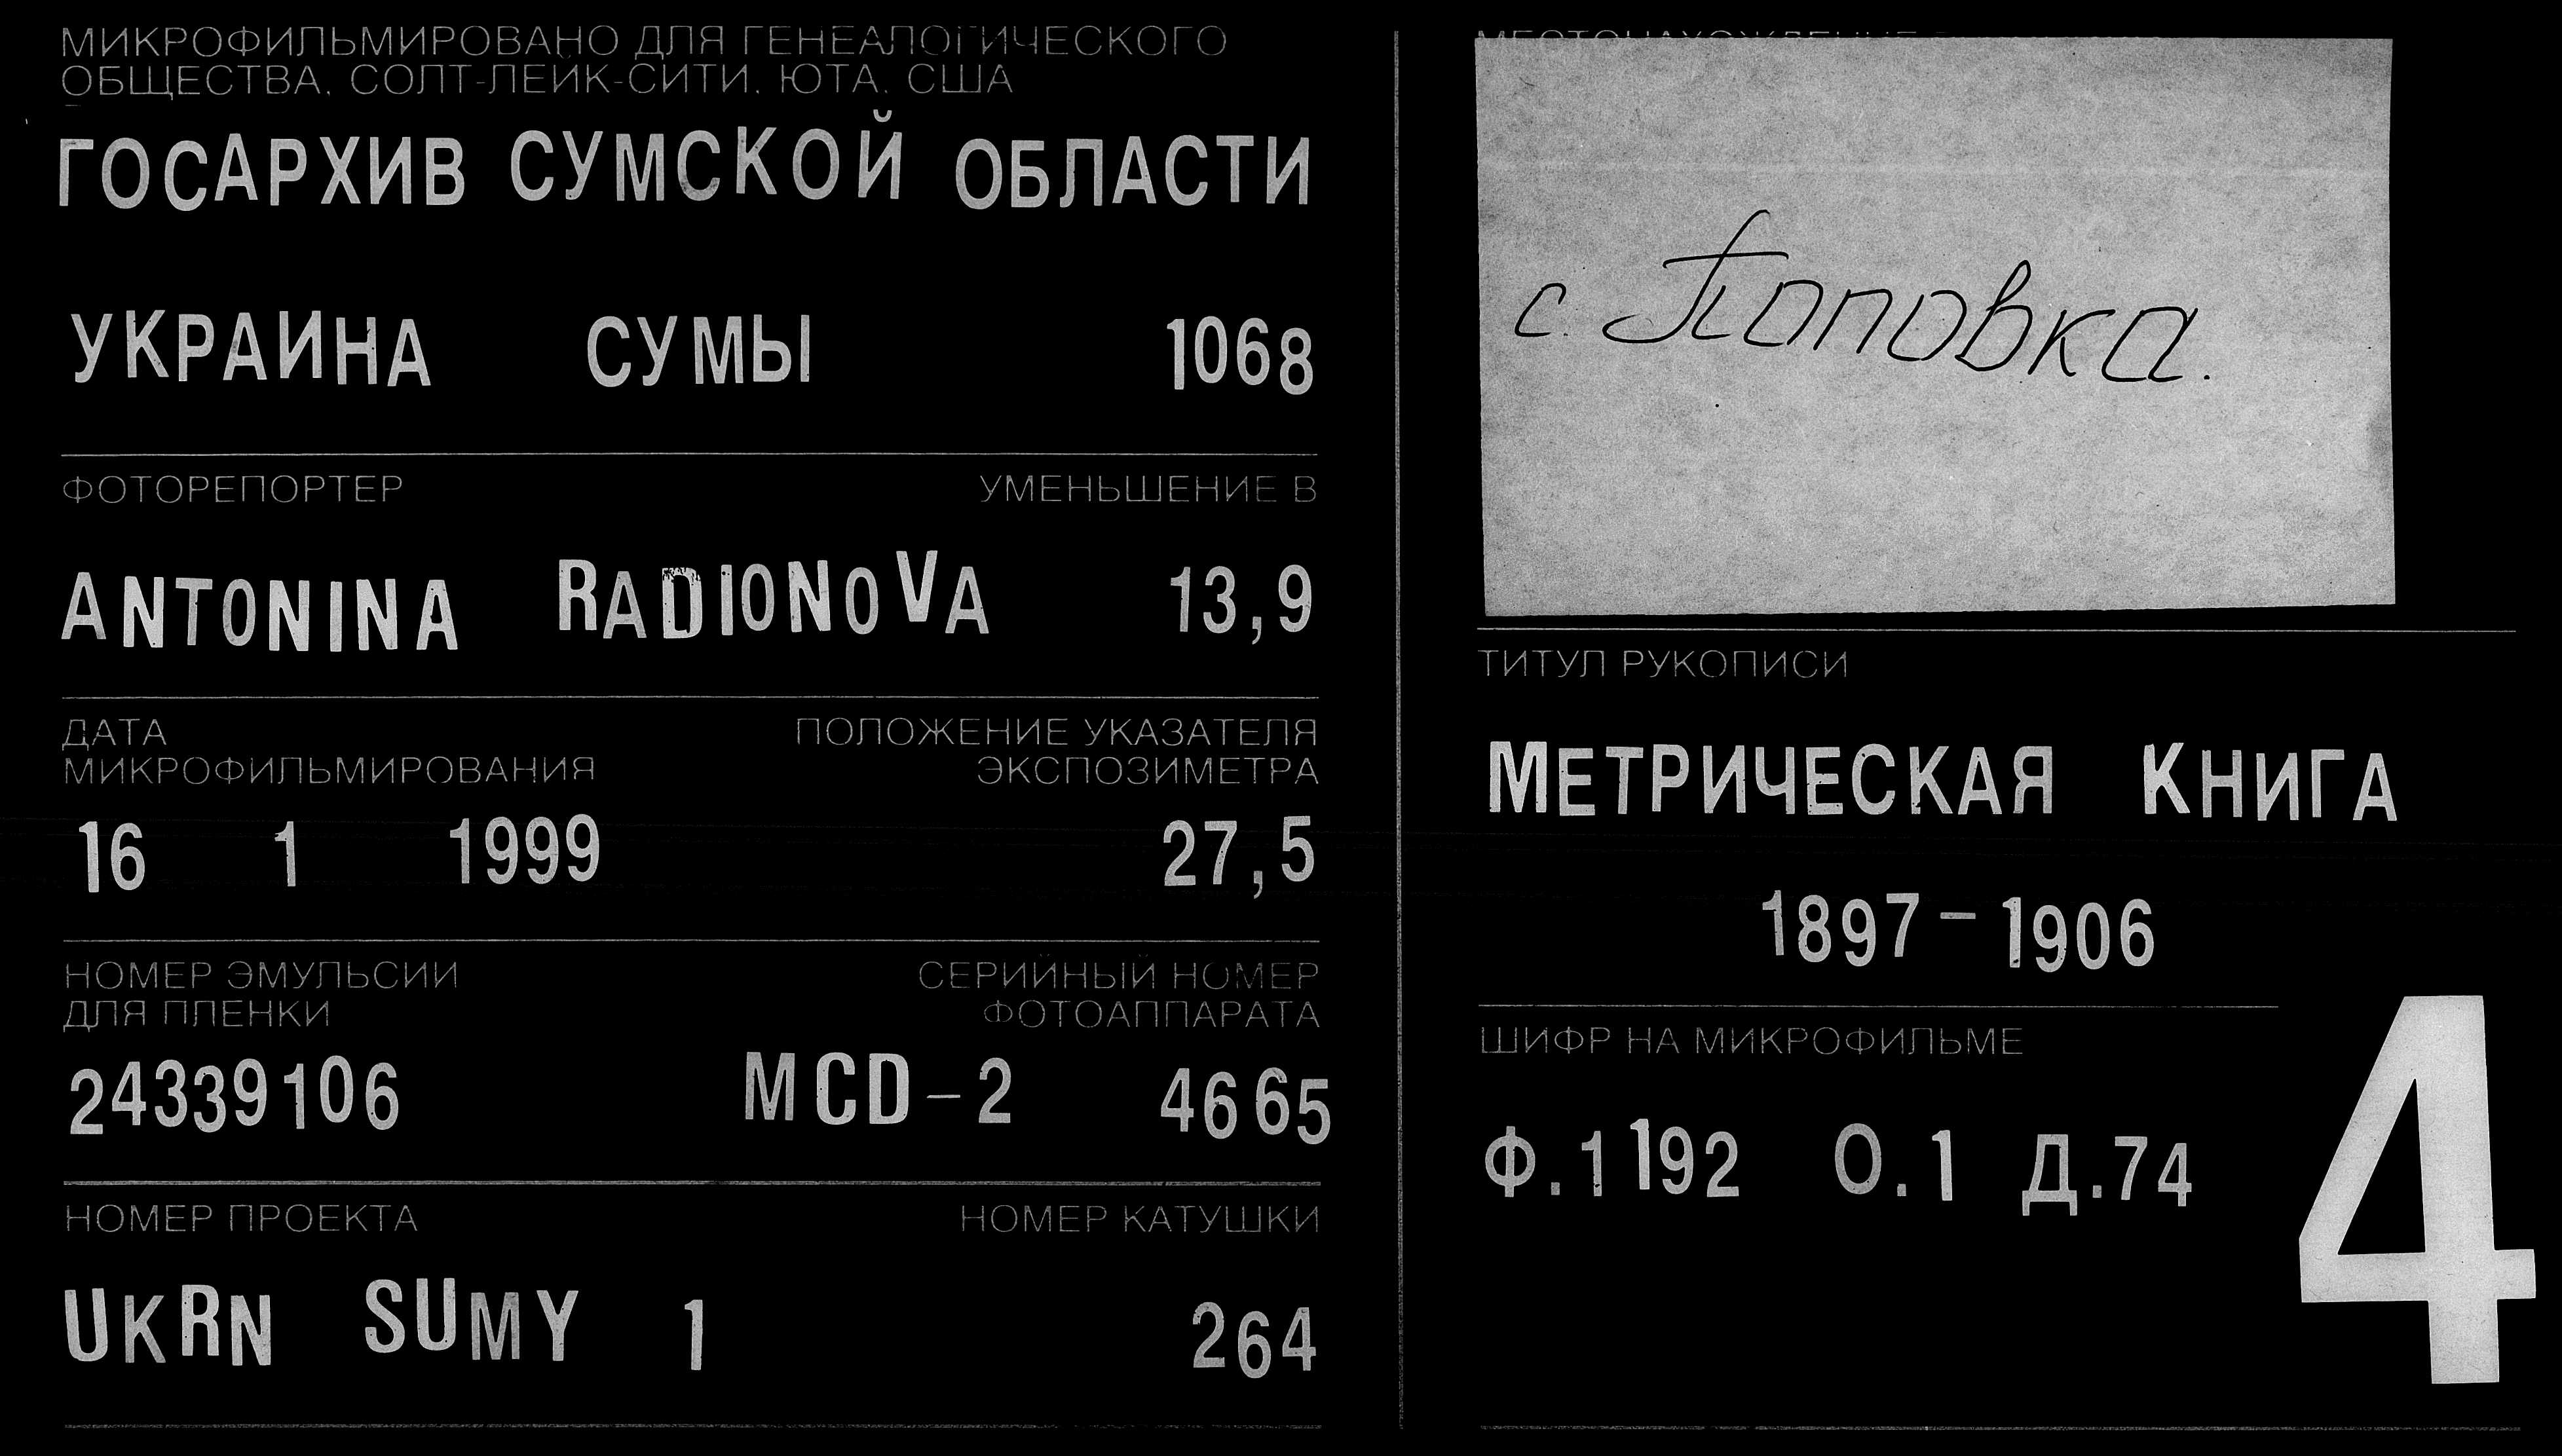 МИКРОФИЛЬМИРОВАНО ДЛЯ ГЕНЕАЛОГИЧЕСКОГО
ОБЩЕСТВА, СОЛТ-ЛЕЙК-СИТИ, ЮТА, США
ГОСАРХИВ СУМСКОЙ ОБЛАСТИ
УКРАИНА СУМЫ 1068
ФОТОРЕПОРТЕР УМЕНЬШЕНИЕ В
ANTONINA RADIONOVA 13,9
ДАТА ПОЛОЖЕНИЕ УКАЗАТЕЛЯ
МИКРОФИЛЬМИРОВАНИЯ ЭКСПОЗИМЕТРА
16 1 1999 27,5
НОМЕР ЭМУЛЬСИИ СЕРИЙНЫЙ НОМЕР
ДЛЯ ПЛЕНКИ ФОТОАППАРАТА
24339106 MCD-2 4665
НОМЕР ПРОЕКТА НОМЕР КАТУШКИ
UKRN SUMY 1 264
с. Поповка.
ТИТУЛ РУКОПИСИ
МЕТРИЧЕСКАЯ КНИГА
1897-1906
ШИФР НА МИКРОФИЛЬМЕ
Ф.1192 О.1 Д.74
4